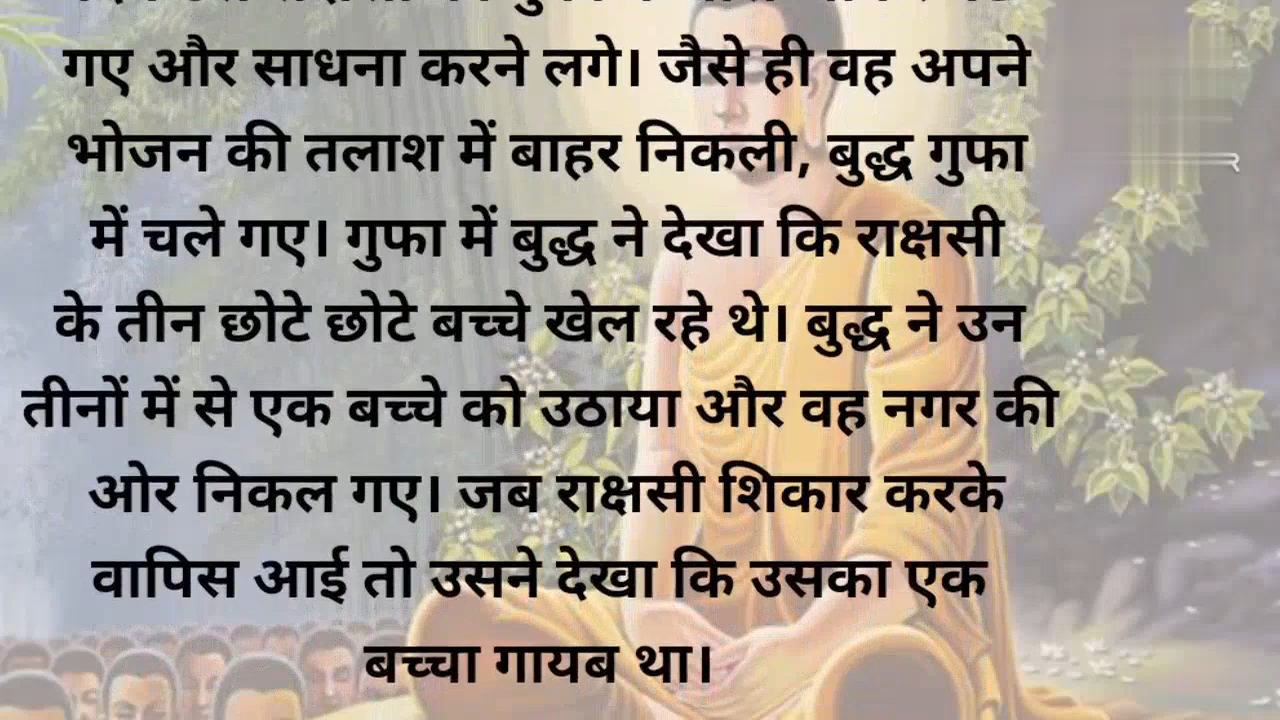 गए और साधना करने लगे। जैसे ही वह अपने
भोजन की तलाश में बाहर निकली, बुद्ध गुफा
में चले गए। गुफा में बुद्ध ने देखा कि राक्षसी
के तीन छोटे छोटे बच्चे खेल रहे थे। बुद्ध ने उन
तीनों में से एक बच्चे को उठाया और वह नगर की
ओर निकल गए। जब राक्षसी शिकार करके
वापिस आई तो उसने देखा कि उसका एक
बच्चा गायब था।